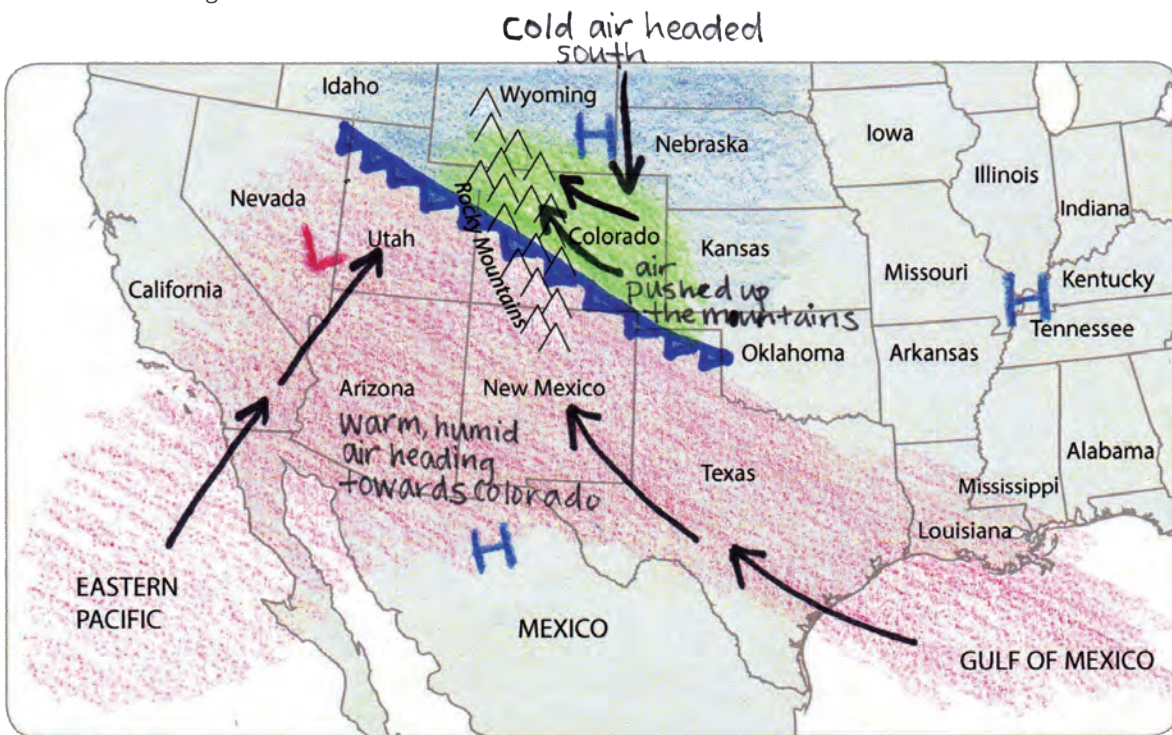 cold air headed
south
Idaho
Wyoming
H
Nebraska
Iowa
Illinois
Indiana
Nevada
Utah
L
Rocky Mountains
Colorado
Kansas
Missouri
Kentucky
H
Tennessee
California
air
pushed up
the mountains
Oklahoma
Arkansas
Arizona
New Mexico
warm, humid
air heading
towards colorado
Texas
Alabama
Mississippi
Louisiana
H
EASTERN
PACIFIC
MEXICO
GULF OF MEXICO